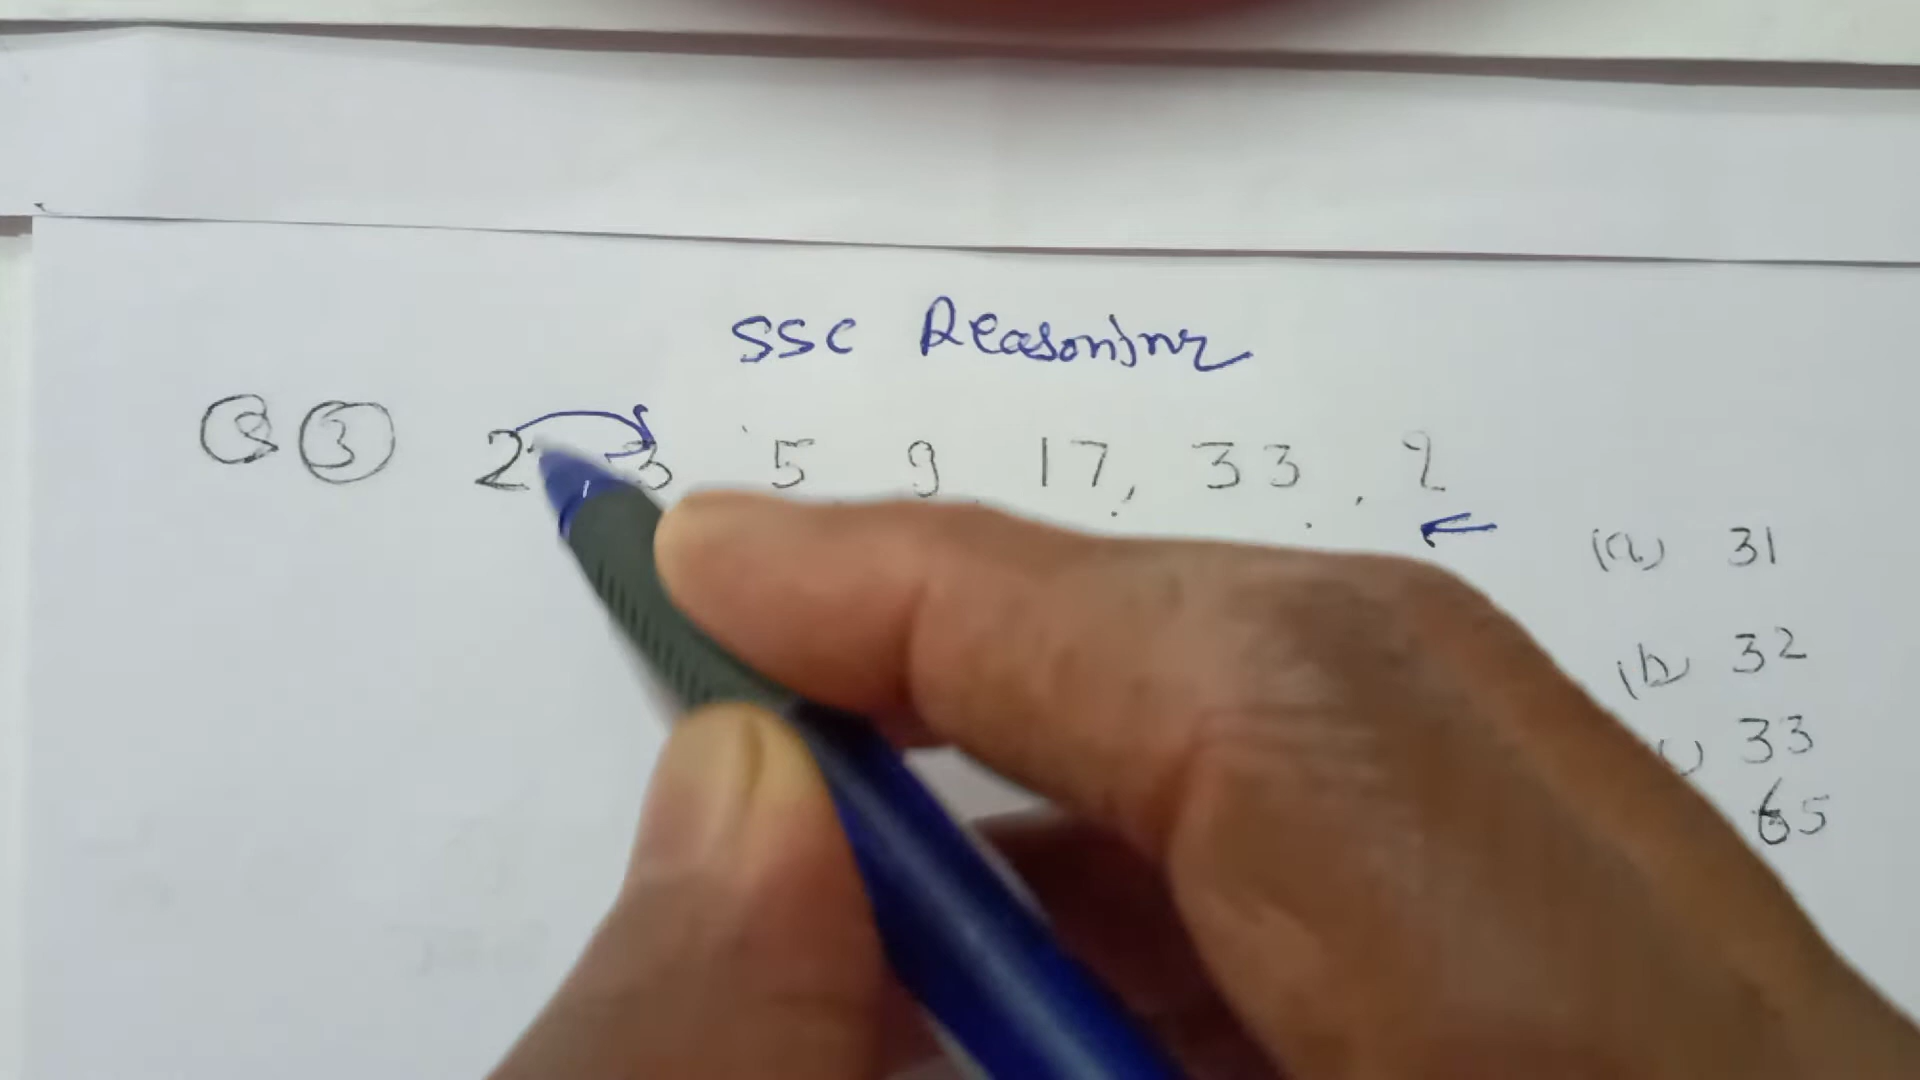 SSC Reasoning
Q 3 2, 3 5 9 17, 33, ?
(a) 31
(b) 32
) 33
65